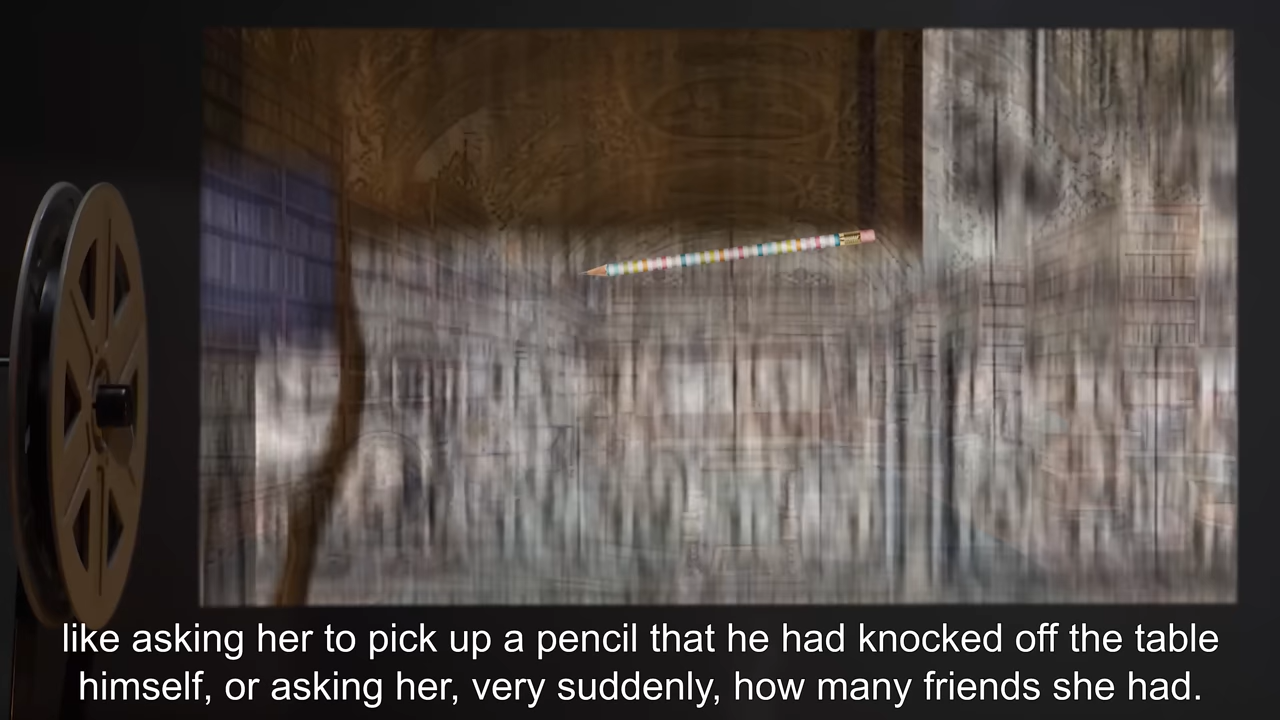 like asking her to pick up a pencil that he had knocked off the table
himself, or asking her, very suddenly, how many friends she had.